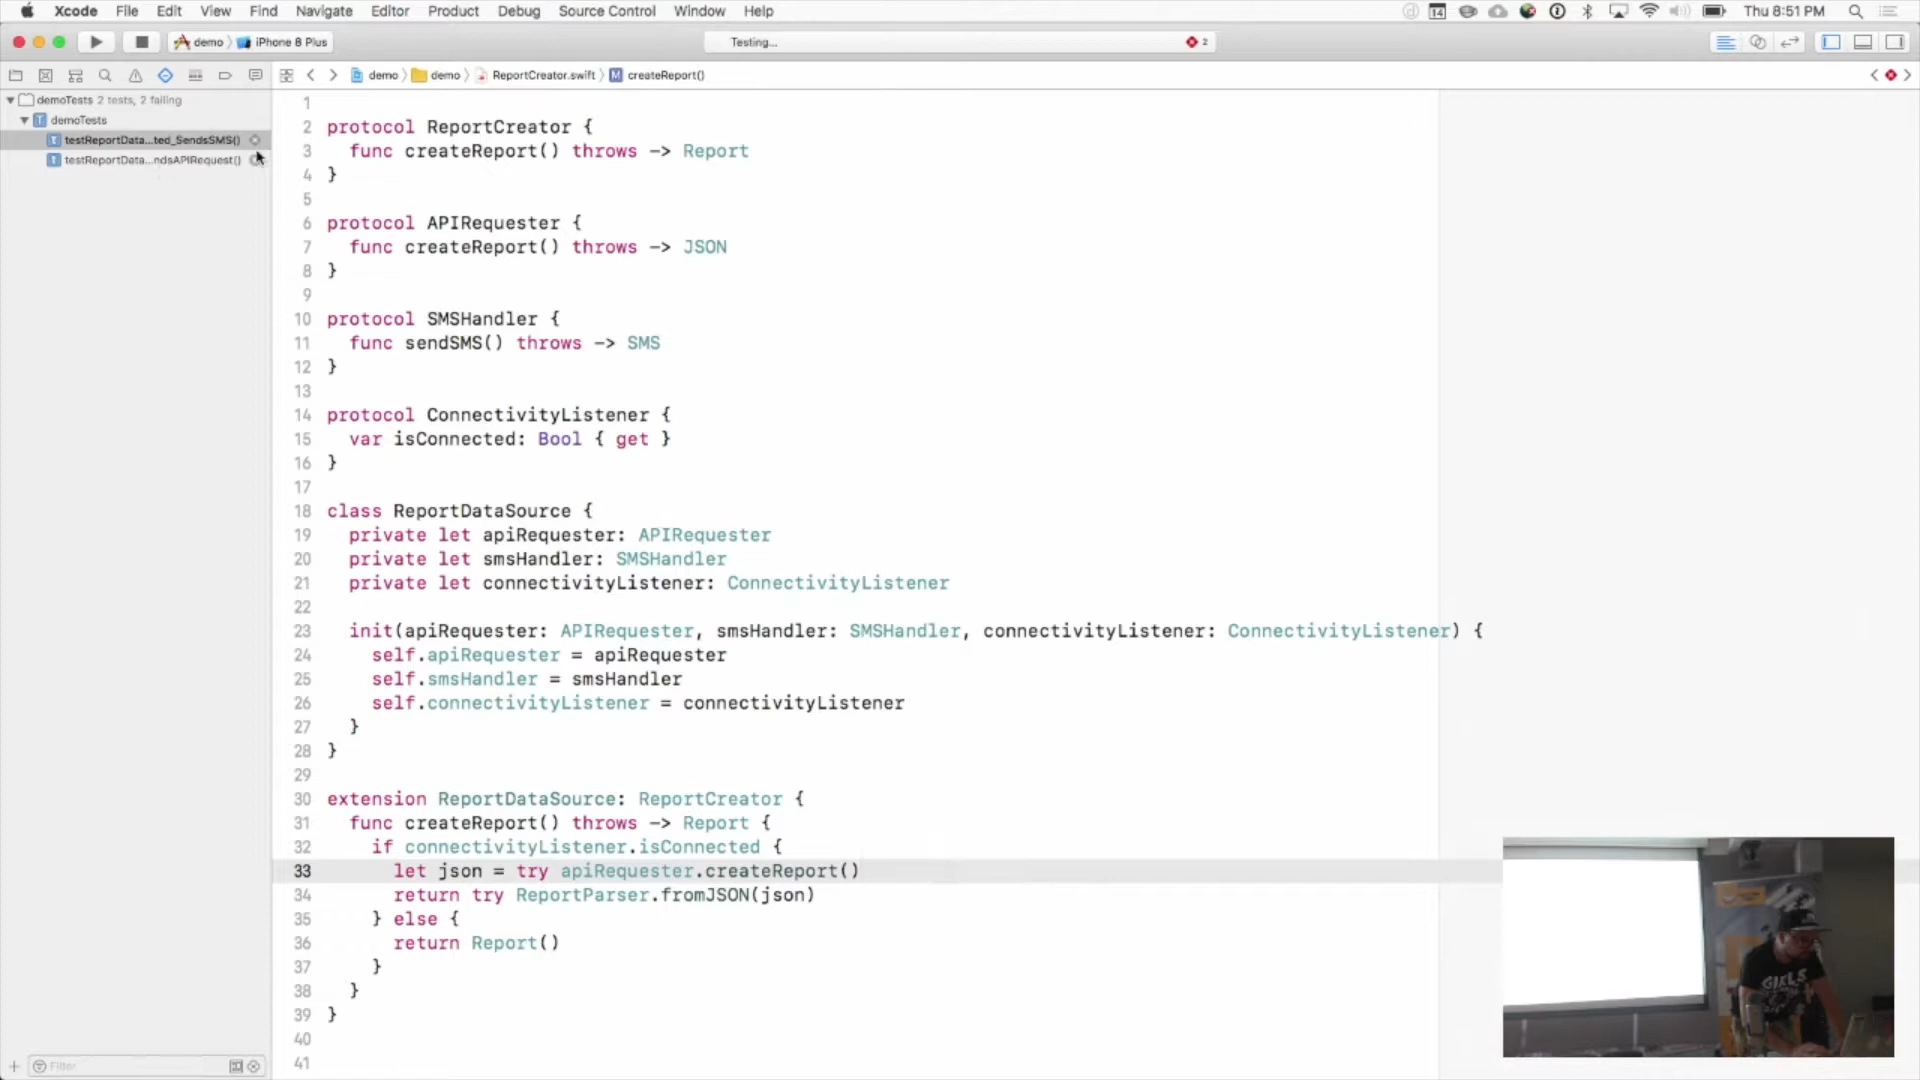 Xcode File Edit View Find Navigate Editor Product Debug Source Control Window Help
14
Thu 8:51 PM
demo iPhone 8 Plus
Testing...
2
demo demo ReportCreator.swift M createReport()
demoTests 2 tests, 2 failing
demoTests
testReportData...ted_SendsSMS()
testReportData...ndsAPIRequest()
1
2 protocol ReportCreator {
3 func createReport() throws -> Report
4 }
5
6 protocol APIRequester {
7 func createReport() throws -> JSON
8 }
9
10 protocol SMSHandler {
11 func sendSMS() throws -> SMS
12 }
13
14 protocol ConnectivityListener {
15 var isConnected: Bool { get }
16 }
17
18 class ReportDataSource {
19 private let apiRequester: APIRequester
20 private let smsHandler: SMSHandler
21 private let connectivityListener: ConnectivityListener
22
23 init(apiRequester: APIRequester, smsHandler: SMSHandler, connectivityListener: ConnectivityListener) {
24 self.apiRequester = apiRequester
25 self.smsHandler = smsHandler
26 self.connectivityListener = connectivityListener
27 }
28 }
29
30 extension ReportDataSource: ReportCreator {
31 func createReport() throws -> Report {
32 if connectivityListener.isConnected {
33 let json = try apiRequester.createReport()
34 return try ReportParser.fromJSON(json)
35 } else {
36 return Report()
37 }
38 }
39 }
40
41
Filter
GIRLS